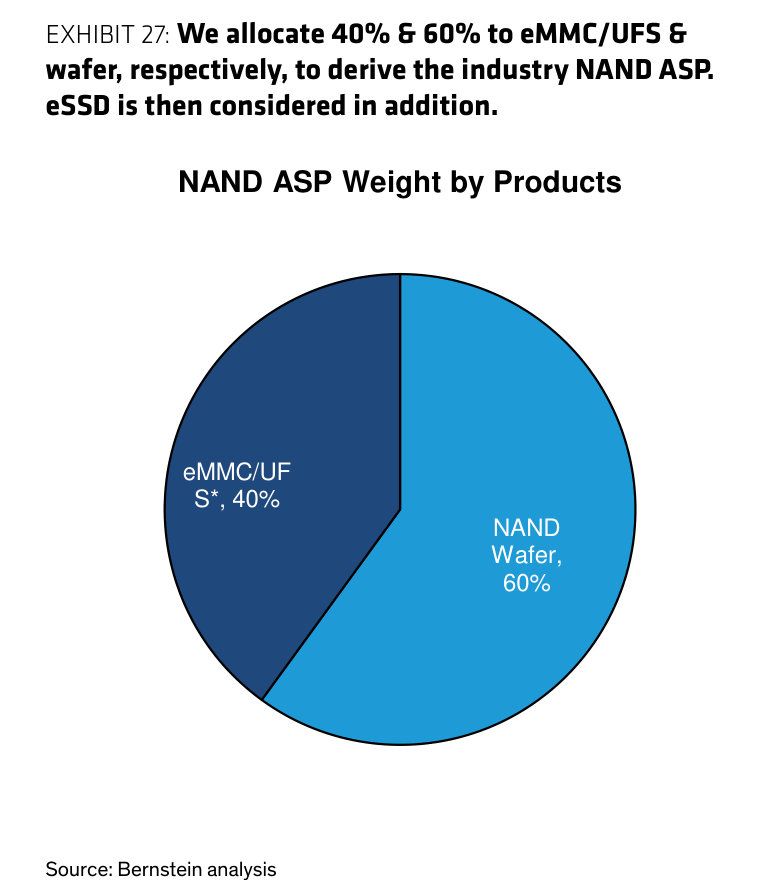 EXHIBIT 27: We allocate 40% & 60% to eMMC/UFS &
wafer, respectively, to derive the industry NAND ASP.
eSSD is then considered in addition.
NAND ASP Weight by Products
eMMC/UF
S*, 40%
NAND
Wafer,
60%
Source: Bernstein analysis